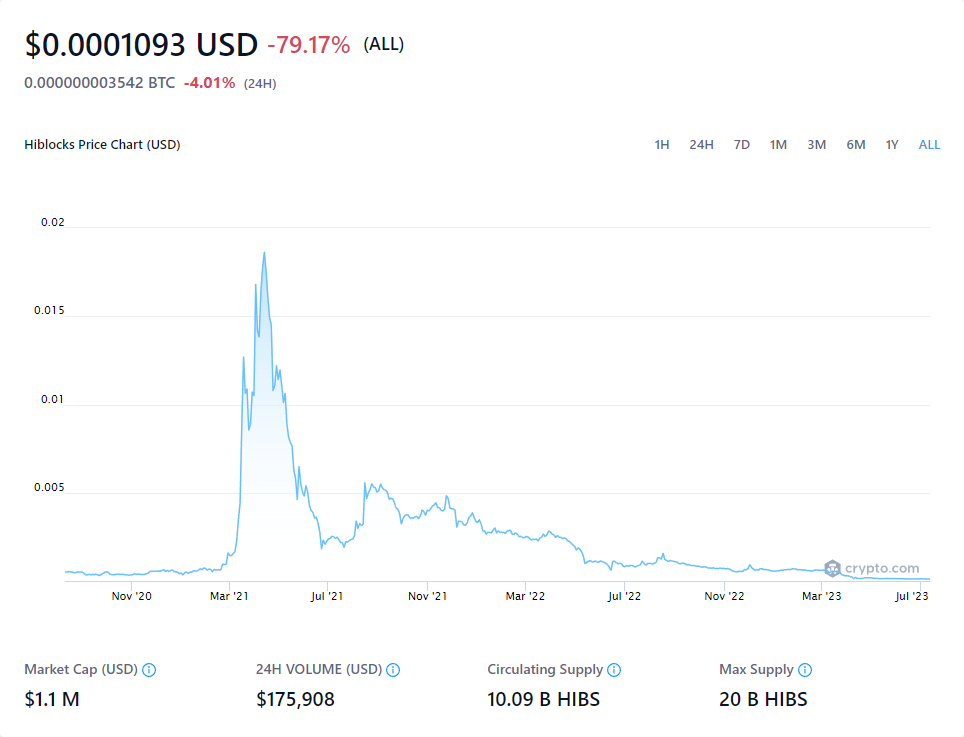 $0.0001093 USD -79.17% (ALL)
0.000000003542 BTC -4.01% (24H)
Hiblocks Price Chart (USD) 1H 24H 7D 1M 3M 6M 1Y ALL
0.02
0.015
0.01
0.005
crypto.com
Nov '20 Mar '21 Jul '21 Nov '21 Mar '22 Jul '22 Nov '22 Mar '23 Jul '23
Market Cap (USD) 24H VOLUME (USD) Circulating Supply Max Supply
$1.1 M $175,908 10.09 B HIBS 20 B HIBS